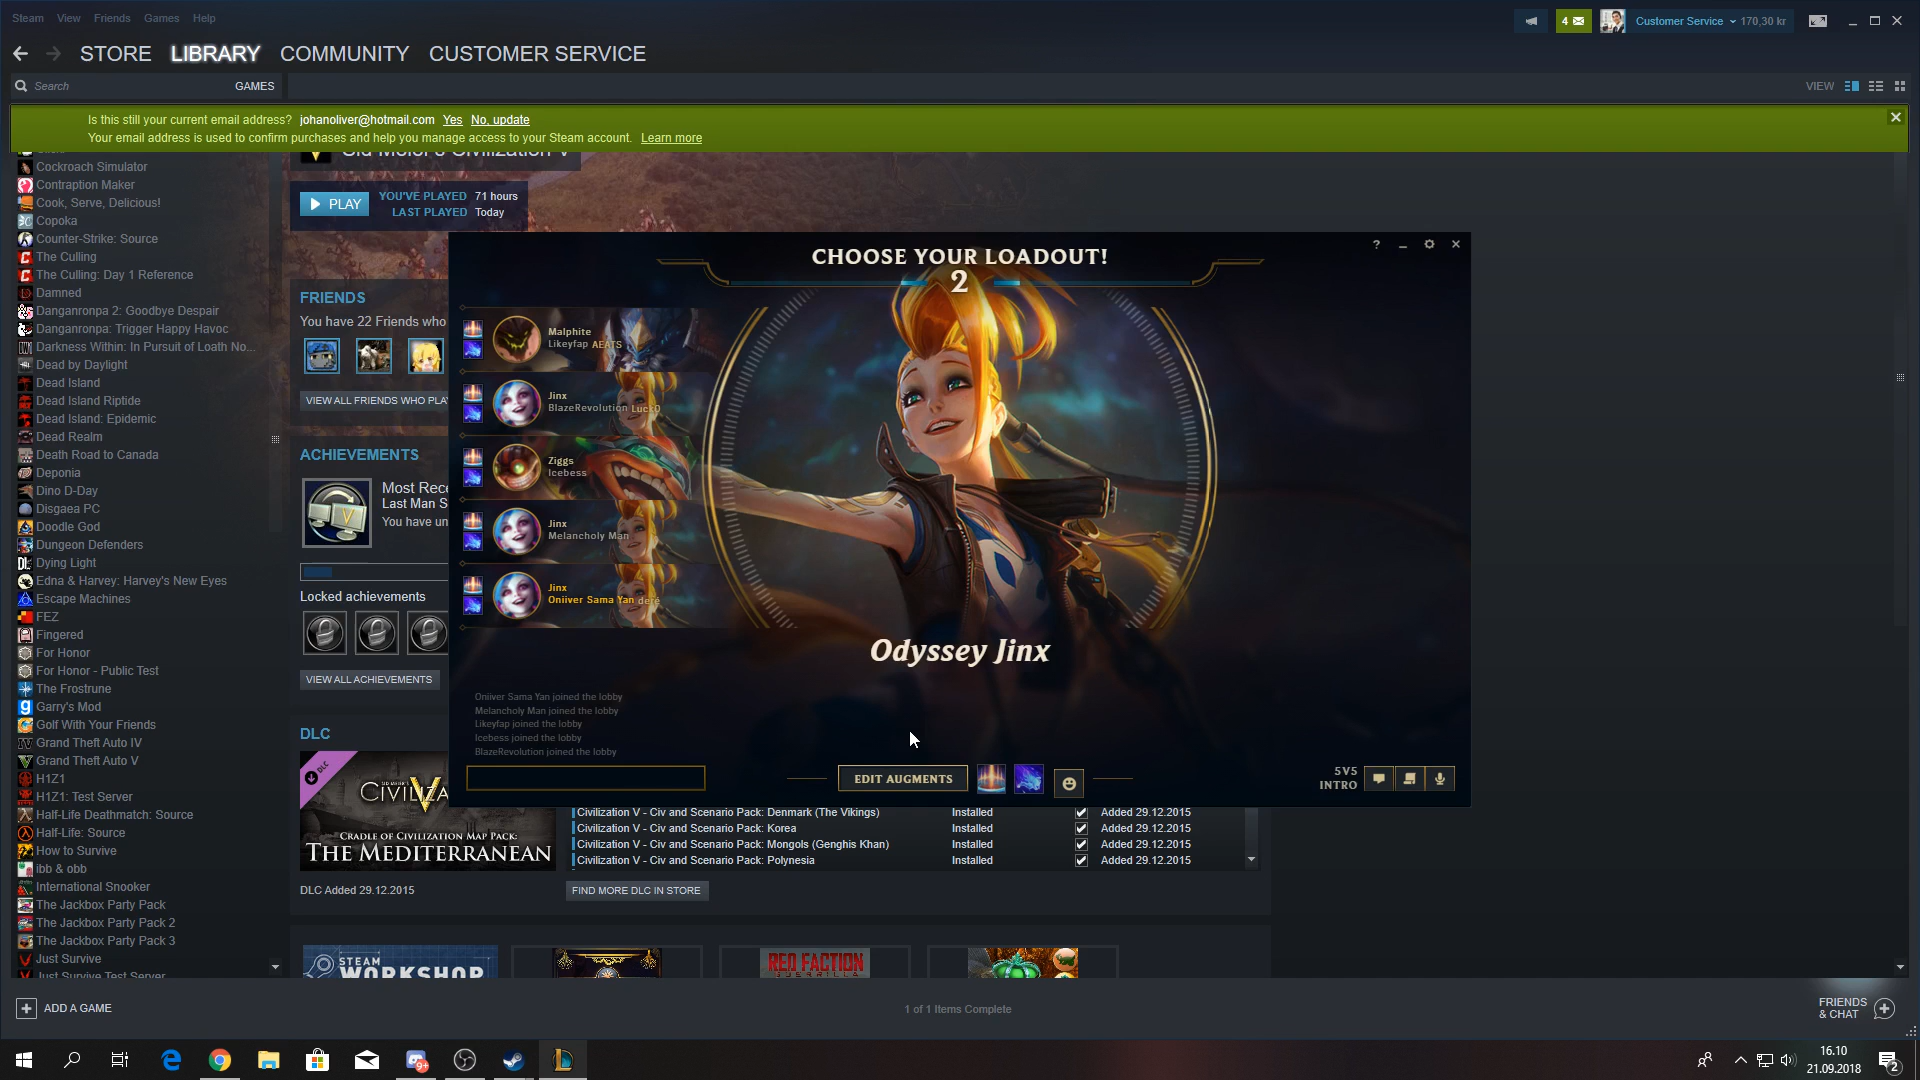 Steam View Friends Games Help
4
Customer Service 170,30 kr
STORE LIBRARY COMMUNITY CUSTOMER SERVICE
Search GAMES
VIEW
Is this still your current email address? johanoliver@hotmail.com Yes No, update
Your email address is used to confirm purchases and help you manage access to your Steam account. Learn more
Cockroach Simulator
Contraption Maker
Cook, Serve, Delicious!
Copoka
Counter-Strike: Source
The Culling
The Culling: Day 1 Reference
Damned
Danganronpa 2: Goodbye Despair
Danganronpa: Trigger Happy Havoc
Darkness Within: In Pursuit of Loath No...
Dead by Daylight
Dead Island
Dead Island Riptide
Dead Island: Epidemic
Dead Realm
Death Road to Canada
Deponia
Dino D-Day
Disgaea PC
Doodle God
Dungeon Defenders
Dying Light
Edna & Harvey: Harvey's New Eyes
Escape Machines
FEZ
Fingered
For Honor
For Honor - Public Test
The Frostrune
Garry's Mod
Golf With Your Friends
Grand Theft Auto IV
Grand Theft Auto V
H1Z1
H1Z1: Test Server
Half-Life Deathmatch: Source
Half-Life: Source
How to Survive
ibb & obb
International Snooker
The Jackbox Party Pack
The Jackbox Party Pack 2
The Jackbox Party Pack 3
Just Survive
Just Survive Test Server
Sid Meier's Civilization V
PLAY
YOU'VE PLAYED 71 hours
LAST PLAYED Today
FRIENDS
You have 22 Friends who
VIEW ALL FRIENDS WHO PLA
ACHIEVEMENTS
Most Rece
Last Man S
You have un
Locked achievements
VIEW ALL ACHIEVEMENTS
DLC
DLC
CIVILIZA
CRADLE OF CIVILIZATION MAP PACK:
THE MEDITERRANEAN
DLC Added 29.12.2015
CHOOSE YOUR LOADOUT!
2
Malphite
Likeyfap AEATS
Jinx
BlazeRevolution LuckD
Ziggs
Icebess
Jinx
Melancholy Man
Jinx
Oniiver Sama Yan dere
Odyssey Jinx
Oniiver Sama Yan joined the lobby
Melancholy Man joined the lobby
Likeyfap joined the lobby
Icebess joined the lobby
BlazeRevolution joined the lobby
EDIT AUGMENTS
5V5
INTRO
Civilization V - Civ and Scenario Pack: Denmark (The Vikings) Installed Added 29.12.2015
Civilization V - Civ and Scenario Pack: Korea Installed Added 29.12.2015
Civilization V - Civ and Scenario Pack: Mongols (Genghis Khan) Installed Added 29.12.2015
Civilization V - Civ and Scenario Pack: Polynesia Installed Added 29.12.2015
FIND MORE DLC IN STORE
STEAM
WORKSHOP
RED FACTION
GUERRILLA
ADD A GAME
1 of 1 Items Complete
FRIENDS
& CHAT
9+
16.10
21.09.2018
2